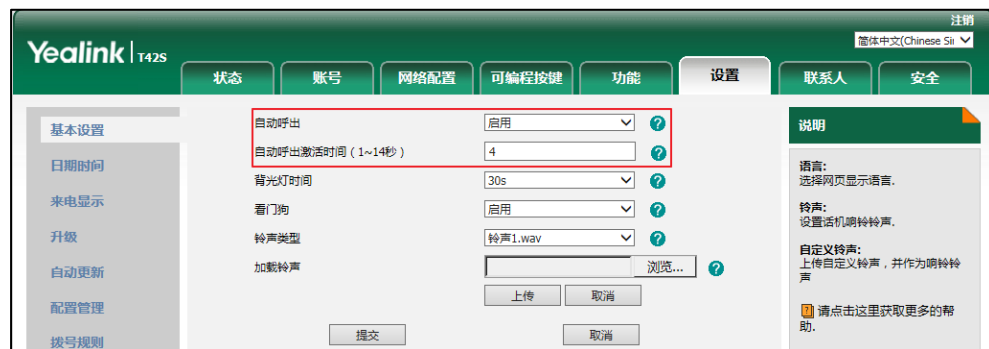 注销
Yealink | T42S
简体中文(Chinese Si
状态 账号 网络配置 可编程按键 功能 设置 联系人 安全
基本设置
日期时间
来电显示
升级
自动更新
配置管理
拨号规则
自动呼出 启用
自动呼出激活时间(1~14秒) 4
背光灯时间 30s
看门狗 启用
铃声类型 铃声1.wav
加载铃声 浏览...
上传 取消
提交 取消
说明
语言:
选择网页显示语言.
铃声:
设置话机响铃铃声.
自定义铃声:
上传自定义铃声,并作为响铃铃
声
请点击这里获取更多的帮
助.